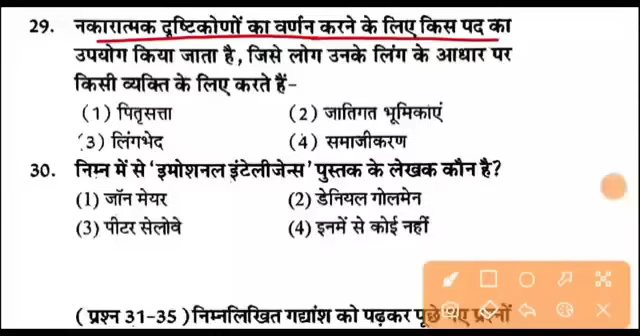 29. नकारात्मक दृष्टिकोणों का वर्णन करने के लिए किस पद का
उपयोग किया जाता है, जिसे लोग उनके लिंग के आधार पर
किसी व्यक्ति के लिए करते हैं-
(1) पितृसत्ता (2) जातिगत भूमिकाएं
(3) लिंगभेद (4) समाजीकरण
30. निम्न में से ‘इमोशनल इंटेलीजेन्स’ पुस्तक के लेखक कौन है?
(1) जॉन मेयर (2) डेनियल गोलमेन
(3) पीटर सेलोवे (4) इनमें से कोई नहीं
( प्रश्न 31-35 ) निम्नलिखित गद्यांश को पढ़कर पूछे गए प्रश्नों